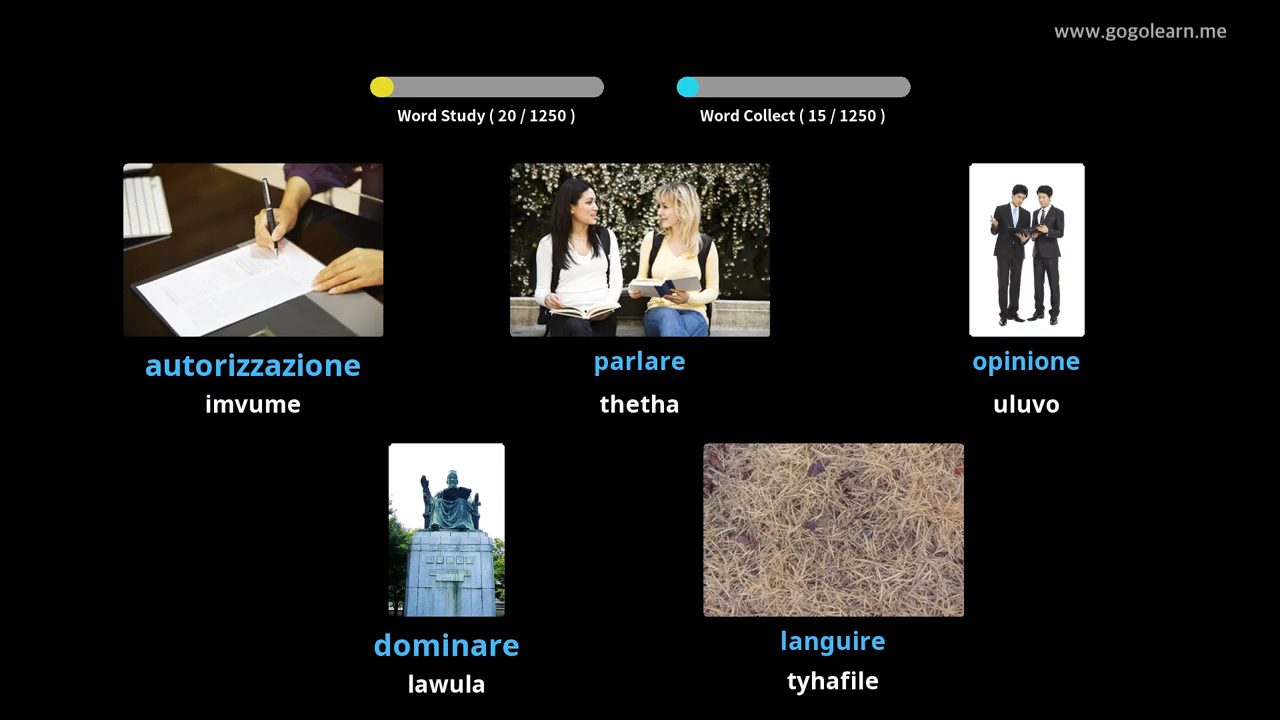 www.gogolearn.me
Word Study ( 20 / 1250 )
Word Collect ( 15 / 1250 )
autorizzazione
imvume
parlare
thetha
opinione
uluvo
dominare
lawula
languire
tyhafile